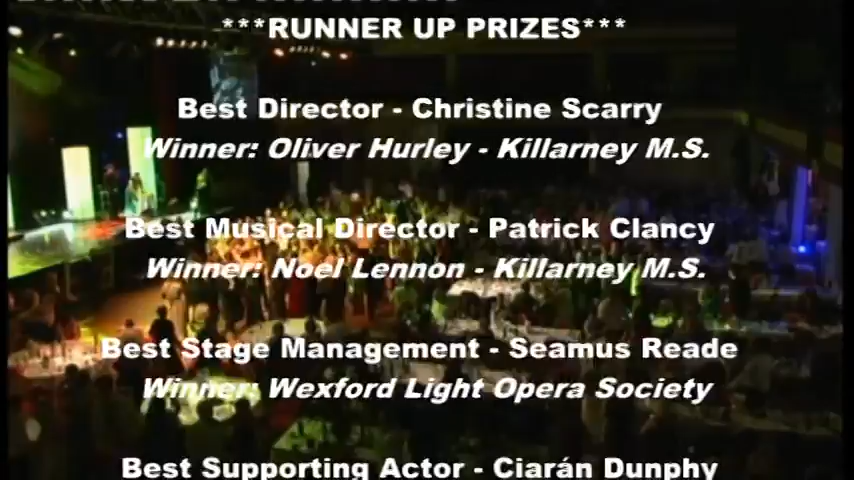 ***RUNNER UP PRIZES***
Best Director - Christine Scarry
Winner: Oliver Hurley - Killarney M.S.
Best Musical Director - Patrick Clancy
Winner: Noel Lennon - Killarney M.S.
Best Stage Management - Seamus Reade
Winner: Wexford Light Opera Society
Best Supporting Actor - Ciarán Dunphy